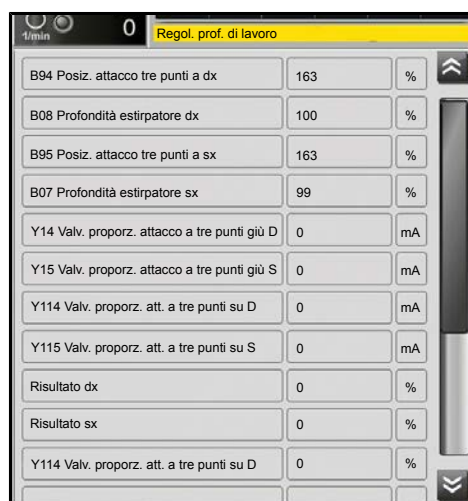 1/min
0
Regol. prof. di lavoro
B94 Posiz. attacco tre punti a dx 163 %
B08 Profondità estirpatore dx 100 %
B95 Posiz. attacco tre punti a sx 163 %
B07 Profondità estirpatore sx 99 %
Y14 Valv. proporz. attacco a tre punti giù D 0 mA
Y15 Valv. proporz. attacco a tre punti giù S 0 mA
Y114 Valv. proporz. att. a tre punti su D 0 mA
Y115 Valv. proporz. att. a tre punti su S 0 mA
Risultato dx 0 %
Risultato sx 0 %
Y114 Valv. proporz. att. a tre punti su D 0 %